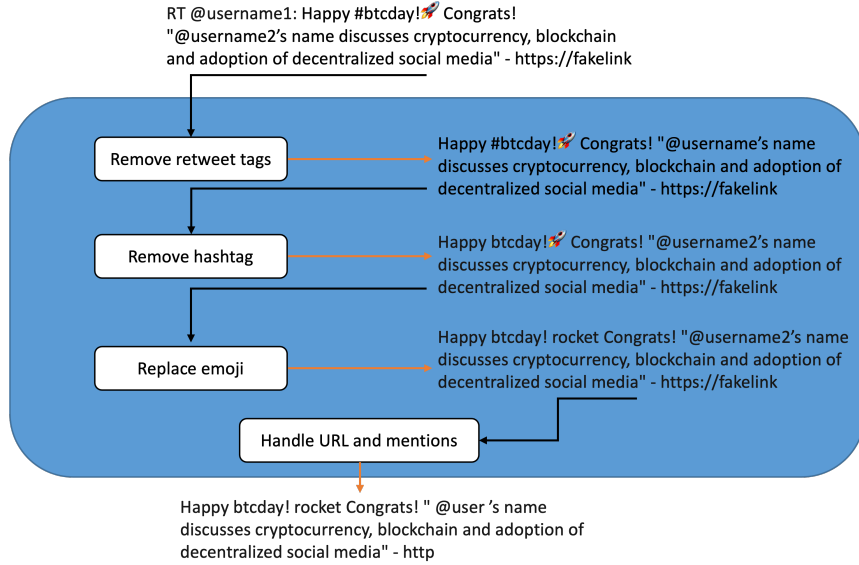 RT @username1: Happy #btcday!🚀 Congrats!
"@username2’s name discusses cryptocurrency, blockchain
and adoption of decentralized social media" - https://fakelink
Remove retweet tags
Happy #btcday!🚀 Congrats! "@username’s name
discusses cryptocurrency, blockchain and adoption of
decentralized social media" - https://fakelink
Remove hashtag
Happy btcday!🚀 Congrats! "@username2’s name
discusses cryptocurrency, blockchain and adoption of
decentralized social media" - https://fakelink
Replace emoji
Happy btcday! rocket Congrats! "@username2’s name
discusses cryptocurrency, blockchain and adoption of
decentralized social media" - https://fakelink
Handle URL and mentions
Happy btcday! rocket Congrats! " @user ’s name
discusses cryptocurrency, blockchain and adoption of
decentralized social media" - http